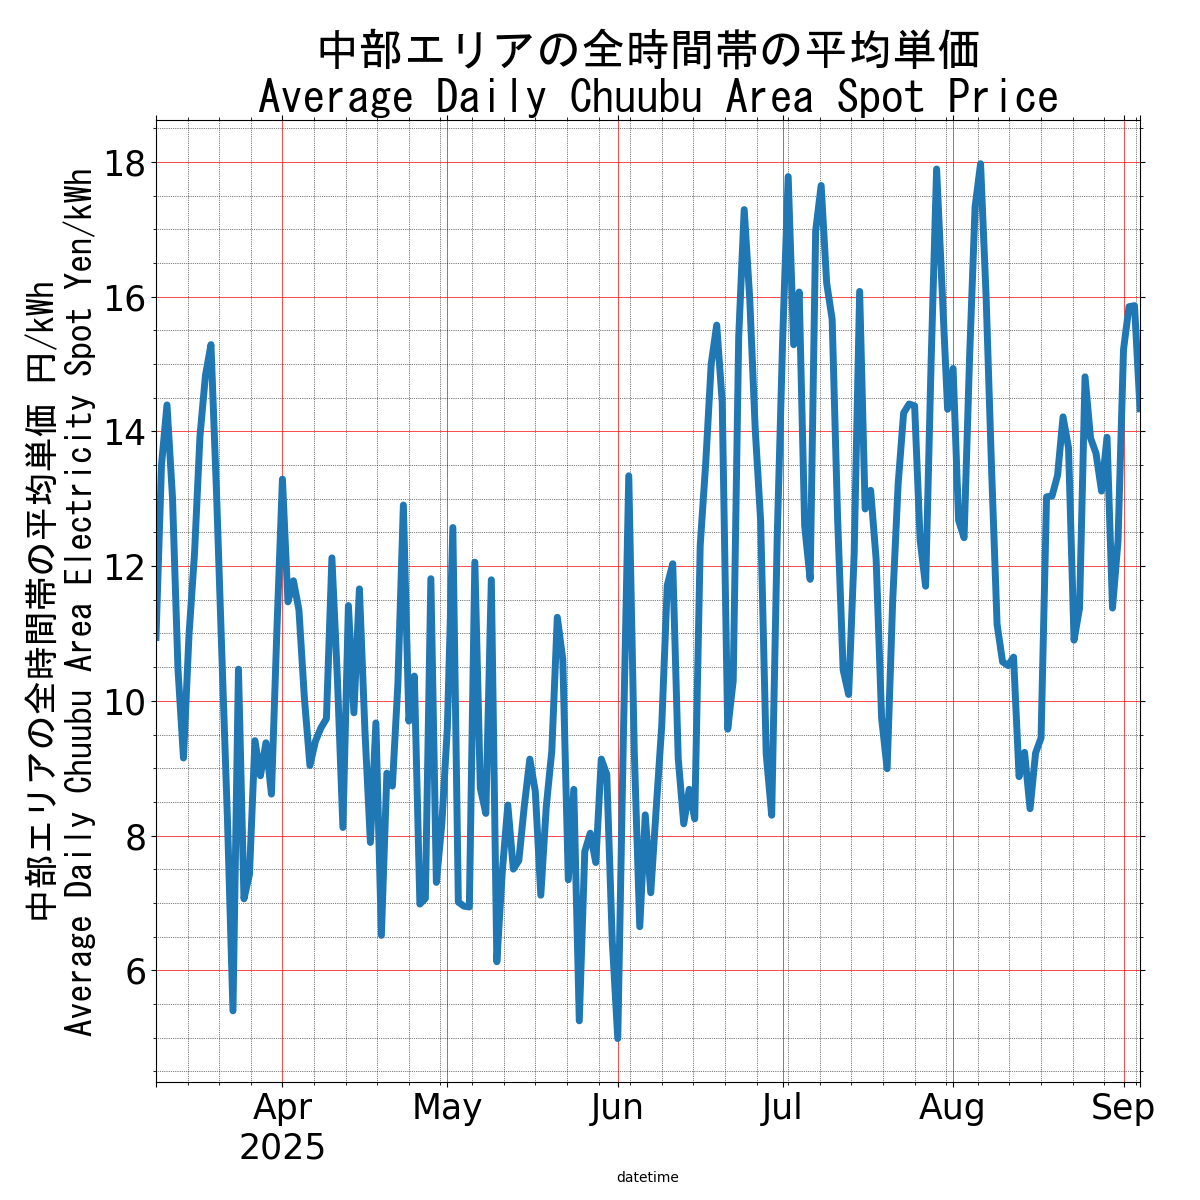 中部エリアの全時間帯の平均単価
Average Daily Chuubu Area Spot Price
中部エリアの全時間帯の平均単価 円/kWh
Average Daily Chuubu Area Electricity Spot Yen/kWh
18
16
14
12
10
8
6
Apr
2025
May
Jun
Jul
Aug
Sep
datetime